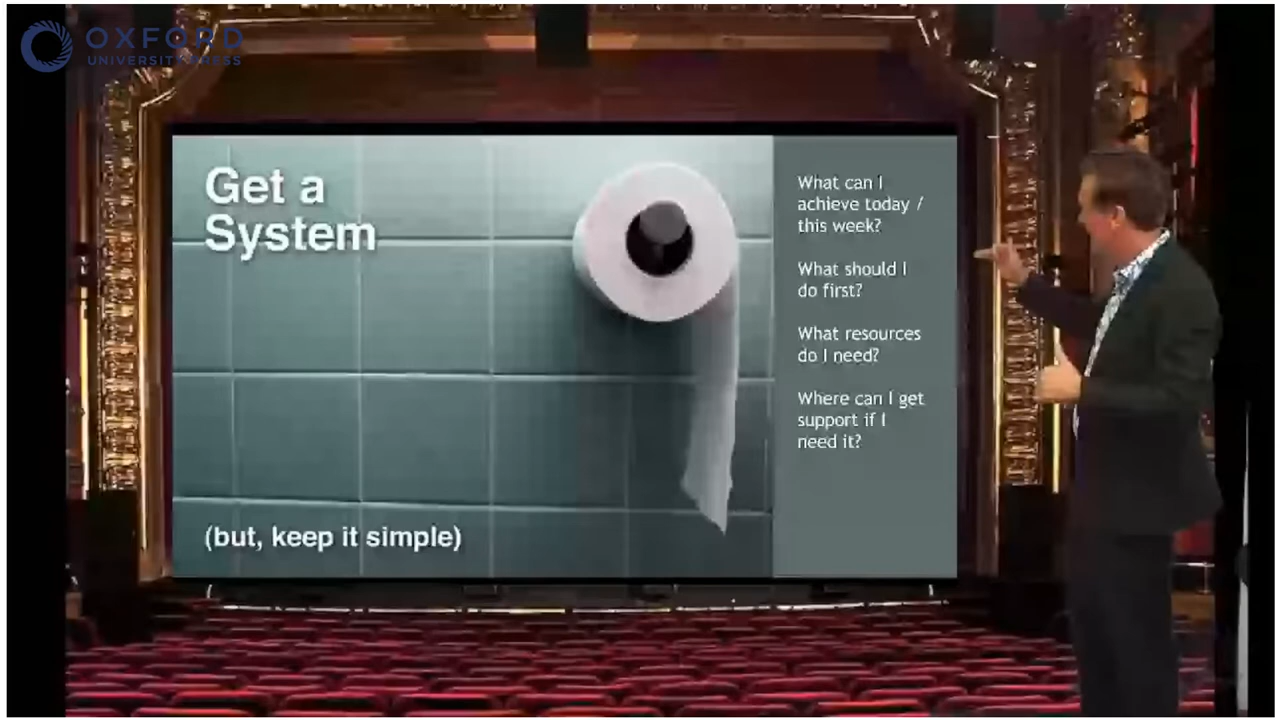 OXFORD
UNIVERSITY PRESS
Get a
System
(but, keep it simple)
What can I
achieve today /
this week?
What should I
do first?
What resources
do I need?
Where can I get
support if I
need it?